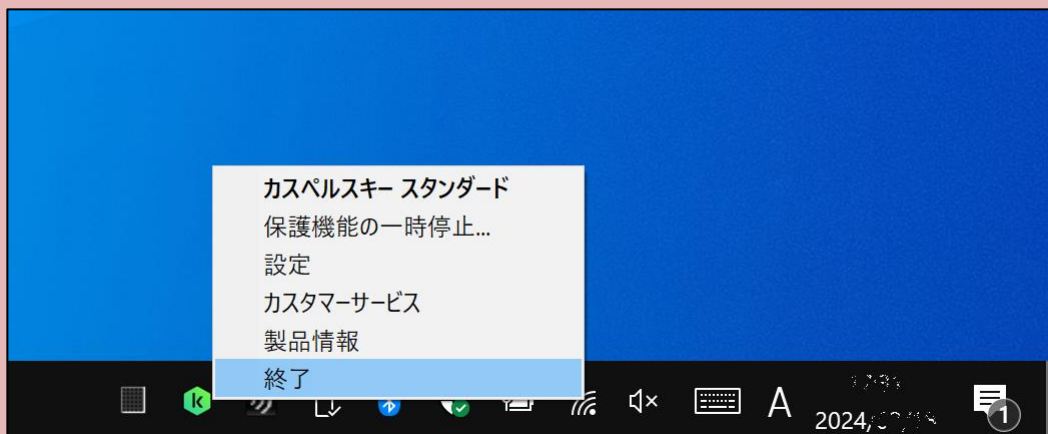 カスペルスキー スタンダード
保護機能の一時停止...
設定
カスタマーサービス
製品情報
終了
A
2024/
1